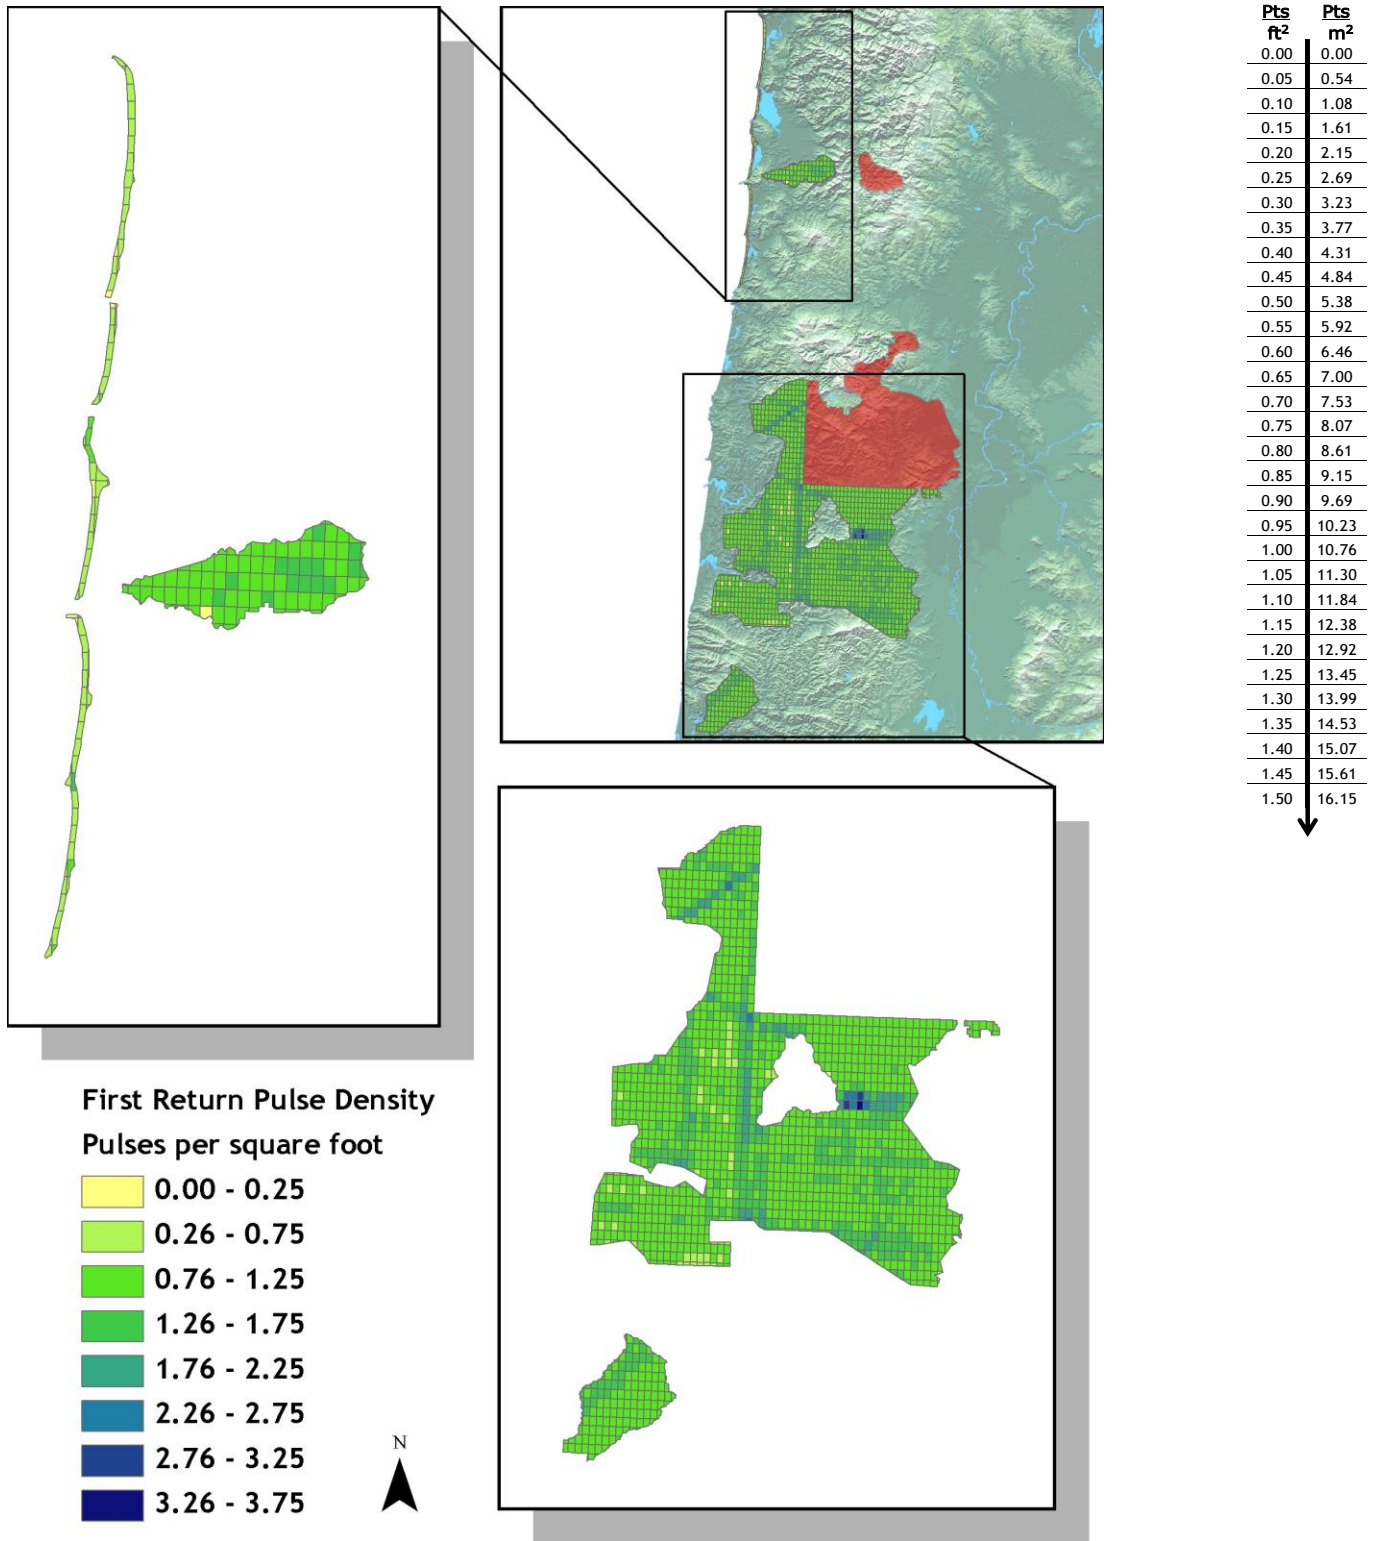 Pts Pts
ft² m²
0.00 0.00
0.05 0.54
0.10 1.08
0.15 1.61
0.20 2.15
0.25 2.69
0.30 3.23
0.35 3.77
0.40 4.31
0.45 4.84
0.50 5.38
0.55 5.92
0.60 6.46
0.65 7.00
0.70 7.53
0.75 8.07
0.80 8.61
0.85 9.15
0.90 9.69
0.95 10.23
1.00 10.76
1.05 11.30
1.10 11.84
1.15 12.38
1.20 12.92
1.25 13.45
1.30 13.99
1.35 14.53
1.40 15.07
1.45 15.61
1.50 16.15
First Return Pulse Density
Pulses per square foot
0.00 - 0.25
0.26 - 0.75
0.76 - 1.25
1.26 - 1.75
1.76 - 2.25
2.26 - 2.75
2.76 - 3.25
3.26 - 3.75
N